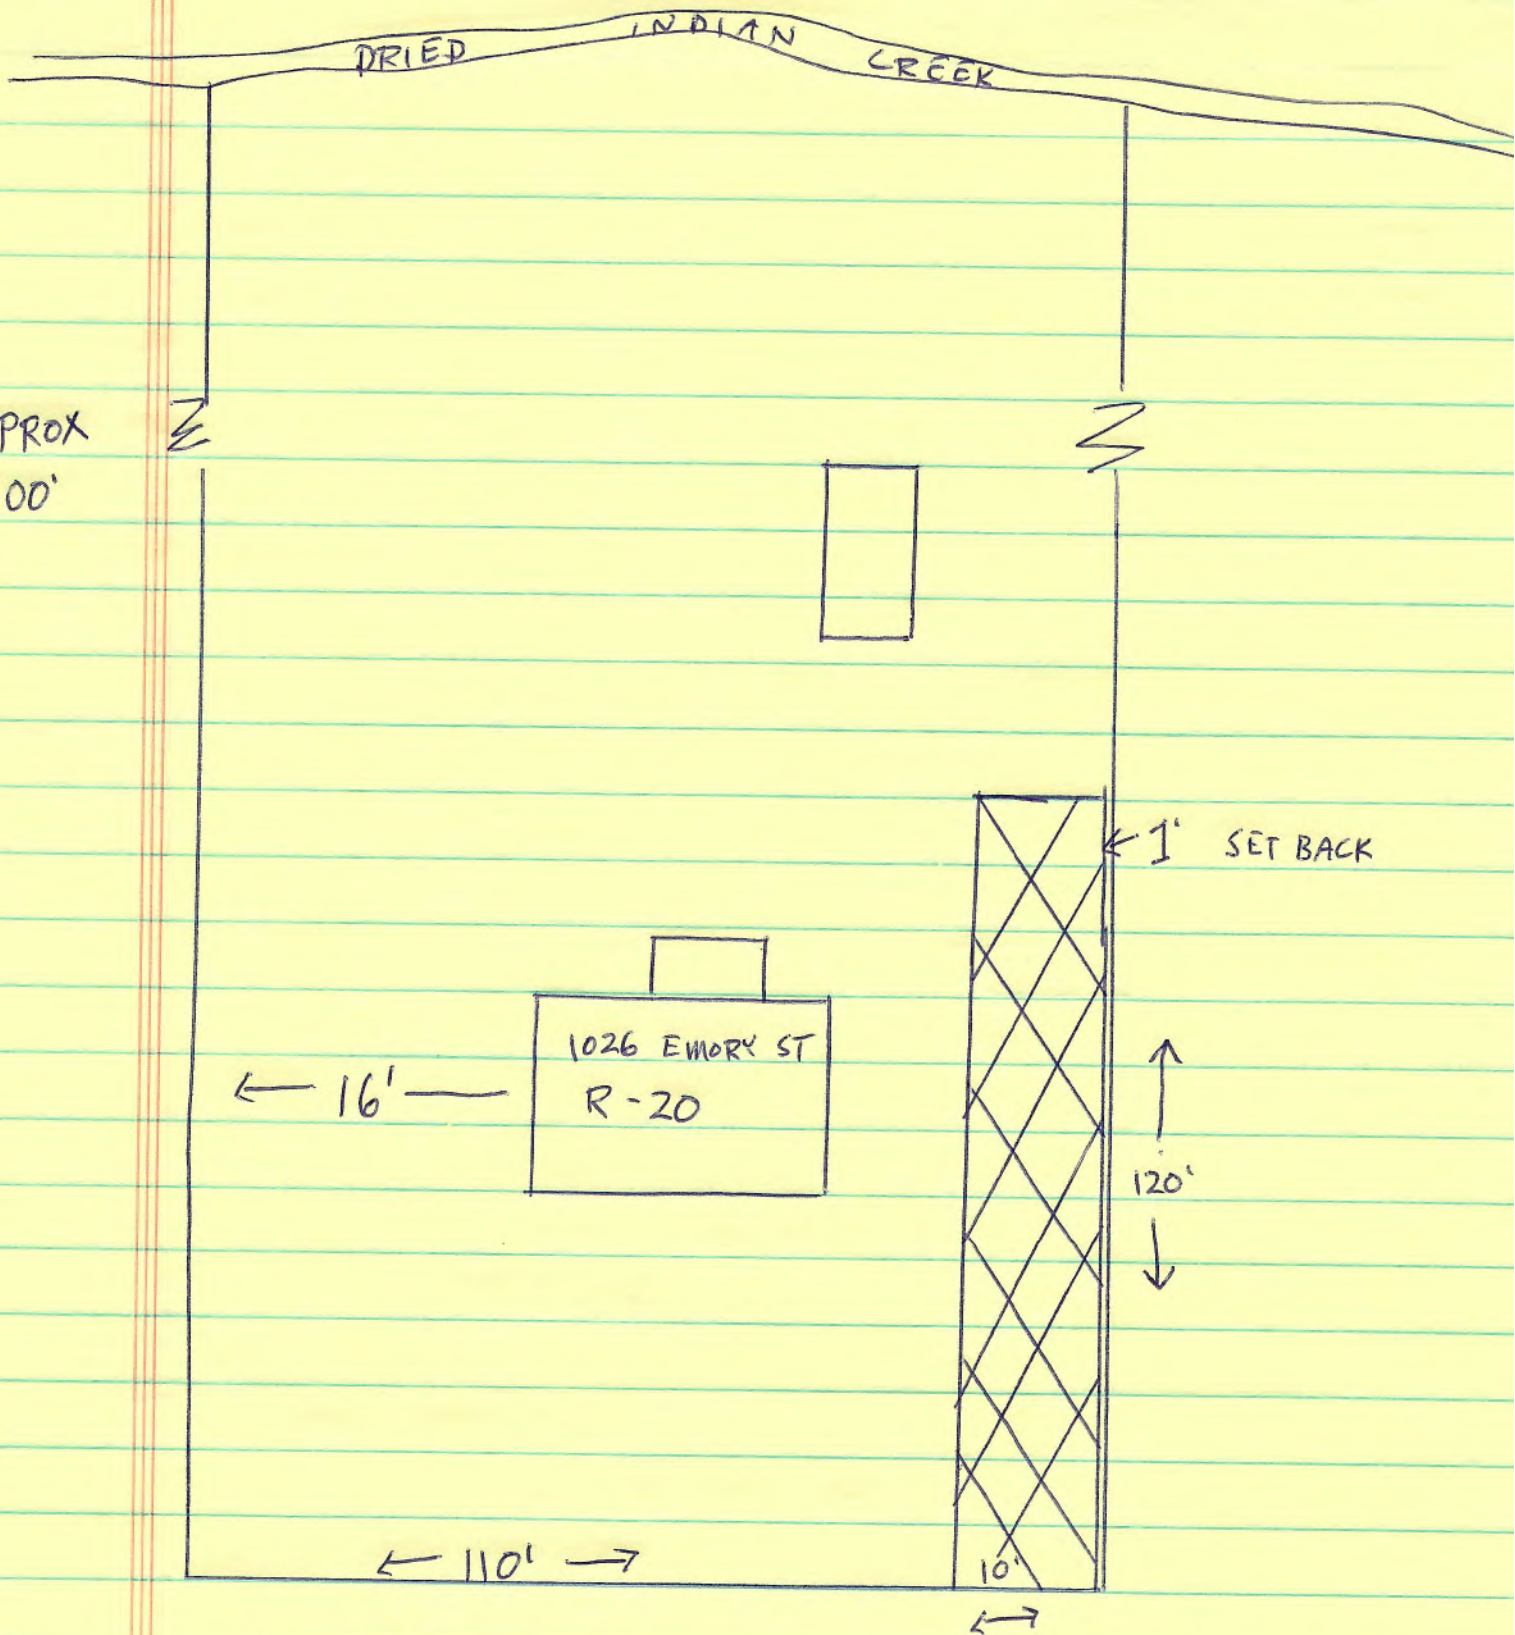 DRIED INDIAN CREEK
PROX
00'
1' SET BACK
1026 EMORY ST
R-20
16'
120'
110'
10'